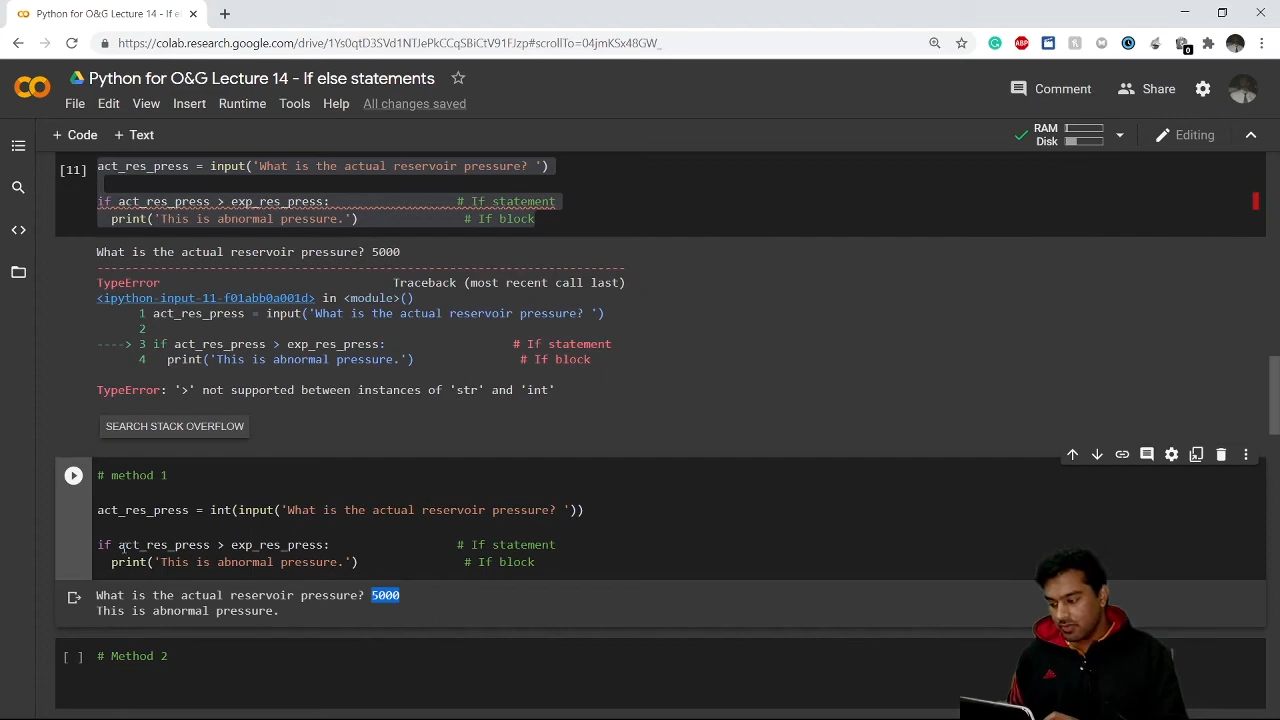 Python for O&G Lecture 14 - If else
https://colab.research.google.com/drive/1Ys0qtD3SVd1NTJePkCCqSBiCtV91FJzp#scrollTo=04jmKSx48GW_
ABP
0
CO
Python for O&G Lecture 14 - If else statements
File Edit View Insert Runtime Tools Help All changes saved
Comment Share
+ Code + Text
RAM
Disk
Editing
[11] act_res_press = input('What is the actual reservoir pressure? ')
if act_res_press > exp_res_press: # If statement
print('This is abnormal pressure.') # If block
What is the actual reservoir pressure? 5000
---------------------------------------------------------------------------
TypeError Traceback (most recent call last)
<ipython-input-11-f01abb0a001d> in <module>()
1 act_res_press = input('What is the actual reservoir pressure? ')
2
----> 3 if act_res_press > exp_res_press: # If statement
4 print('This is abnormal pressure.') # If block
TypeError: '>' not supported between instances of 'str' and 'int'
SEARCH STACK OVERFLOW
# method 1
act_res_press = int(input('What is the actual reservoir pressure? '))
if act_res_press > exp_res_press: # If statement
print('This is abnormal pressure.') # If block
What is the actual reservoir pressure? 5000
This is abnormal pressure.
[ ] # Method 2